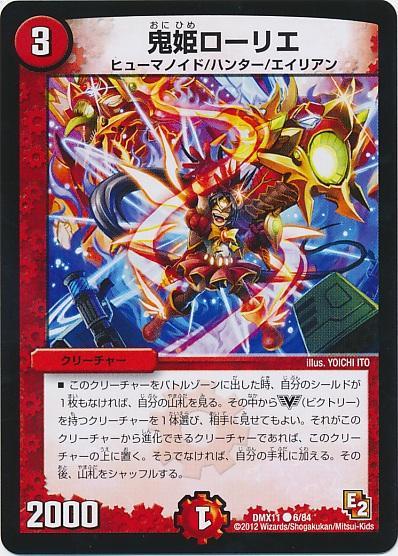 3
おにひめ
鬼姫ローリエ
ヒューマノイド/ハンター/エイリアン
クリーチャー
illus. YOICHI ITO
■ このクリーチャーをバトルゾーンに出した時、自分のシールドが
1枚もなければ、自分の山札を見る。その中からV(ビクトリー)
を持つクリーチャーを1体選び、相手に見せてもよい。それがこの
クリーチャーから進化できるクリーチャーであれば、このクリー
チャーの上に置く。そうでなければ、自分の手札に加える。その
後、山札をシャッフルする。
2000
1
DMX11 ● 6/84
©2012 Wizards/Shogakukan/Mitsui-Kids
E2